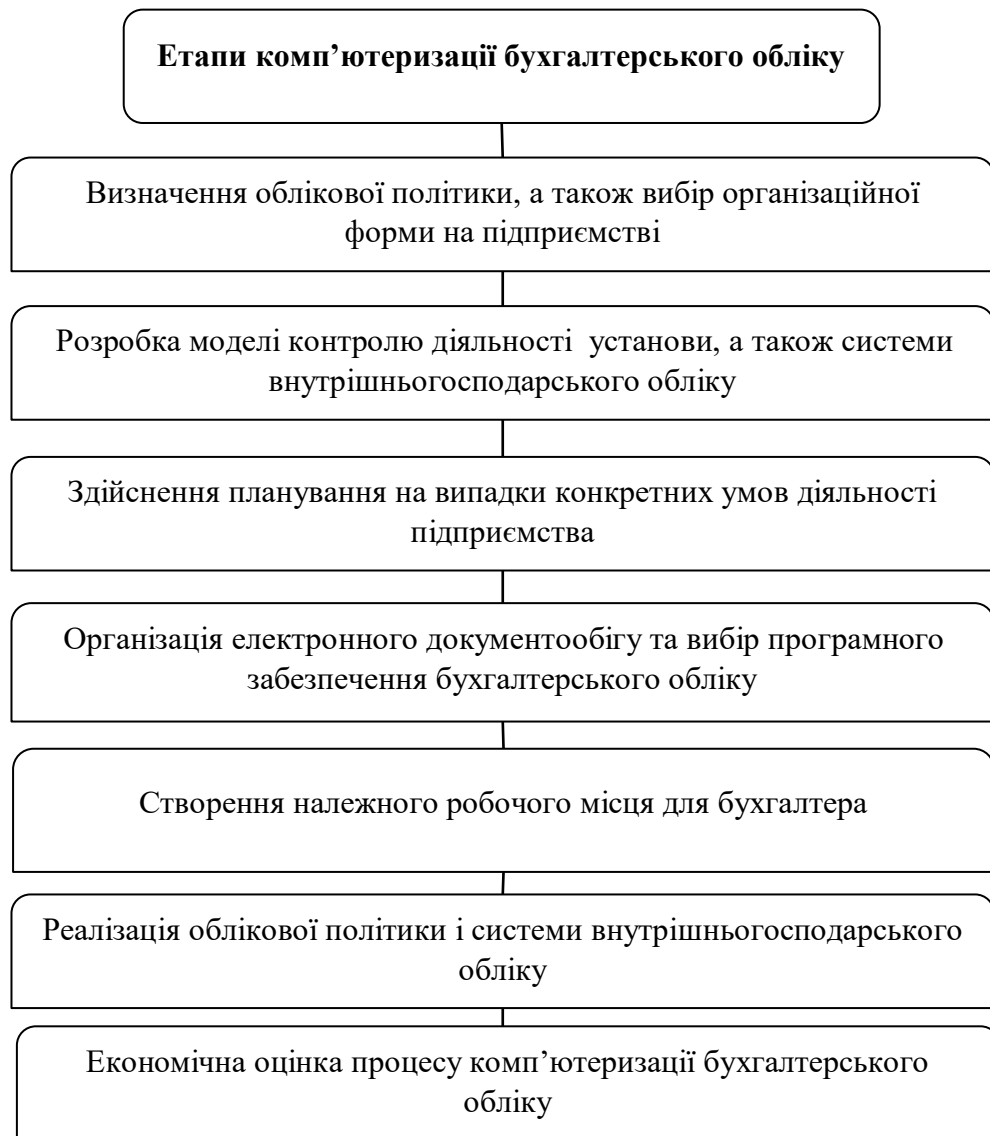 Етапи комп’ютеризації бухгалтерського обліку
Визначення облікової політики, а також вибір організаційної
форми на підприємстві
Розробка моделі контролю діяльності установи, а також системи
внутрішньогосподарського обліку
Здійснення планування на випадки конкретних умов діяльності
підприємства
Організація електронного документообігу та вибір програмного
забезпечення бухгалтерського обліку
Створення належного робочого місця для бухгалтера
Реалізація облікової політики і системи внутрішньогосподарського
обліку
Економічна оцінка процесу комп’ютеризації бухгалтерського
обліку